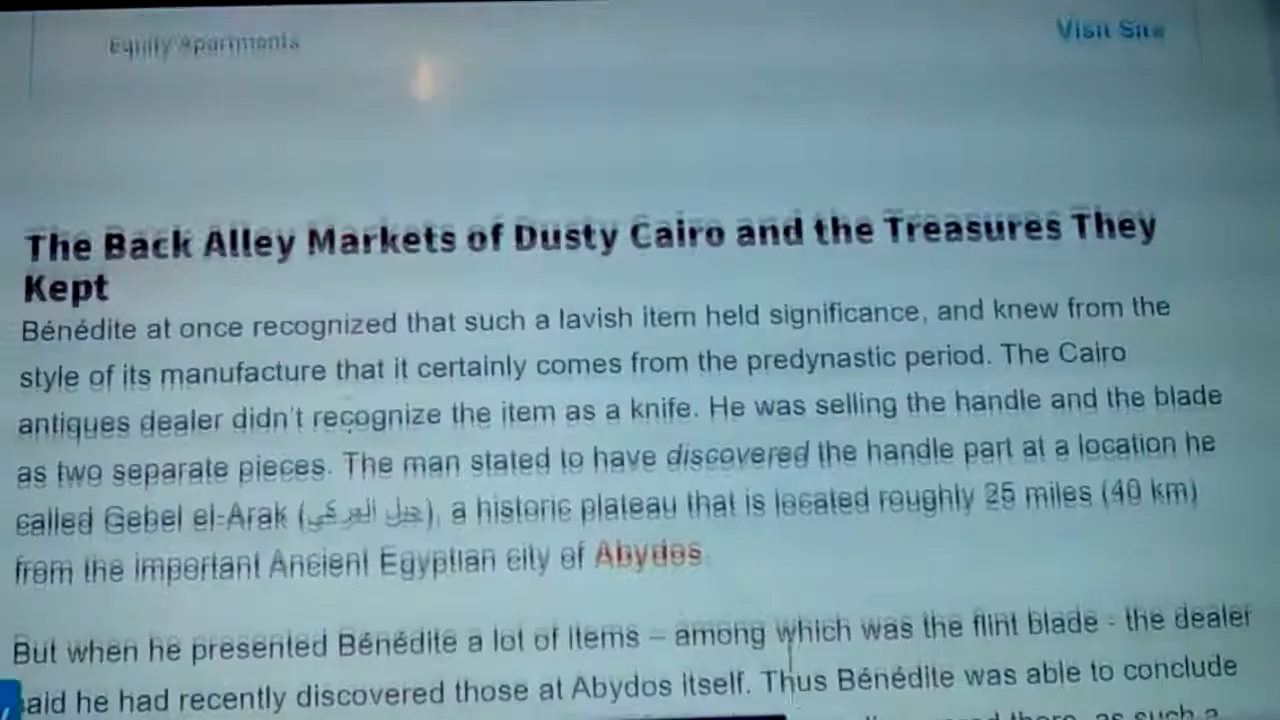 Equity Apartments
Visit Site
The Back Alley Markets of Dusty Cairo and the Treasures They
Kept
Bénédite at once recognized that such a lavish item held significance, and knew from the
style of its manufacture that it certainly comes from the predynastic period. The Cairo
antiques dealer didn't recognize the item as a knife. He was selling the handle and the blade
as two separate pieces. The man stated to have discovered the handle part at a location he
called Gebel el-Arak (جبل العركي), a historic plateau that is located roughly 25 miles (40 km)
from the important Ancient Egyptian city of Abydos
But when he presented Bénédite a lot of items – among which was the flint blade - the dealer
said he had recently discovered those at Abydos itself. Thus Bénédite was able to conclude
there, as such a